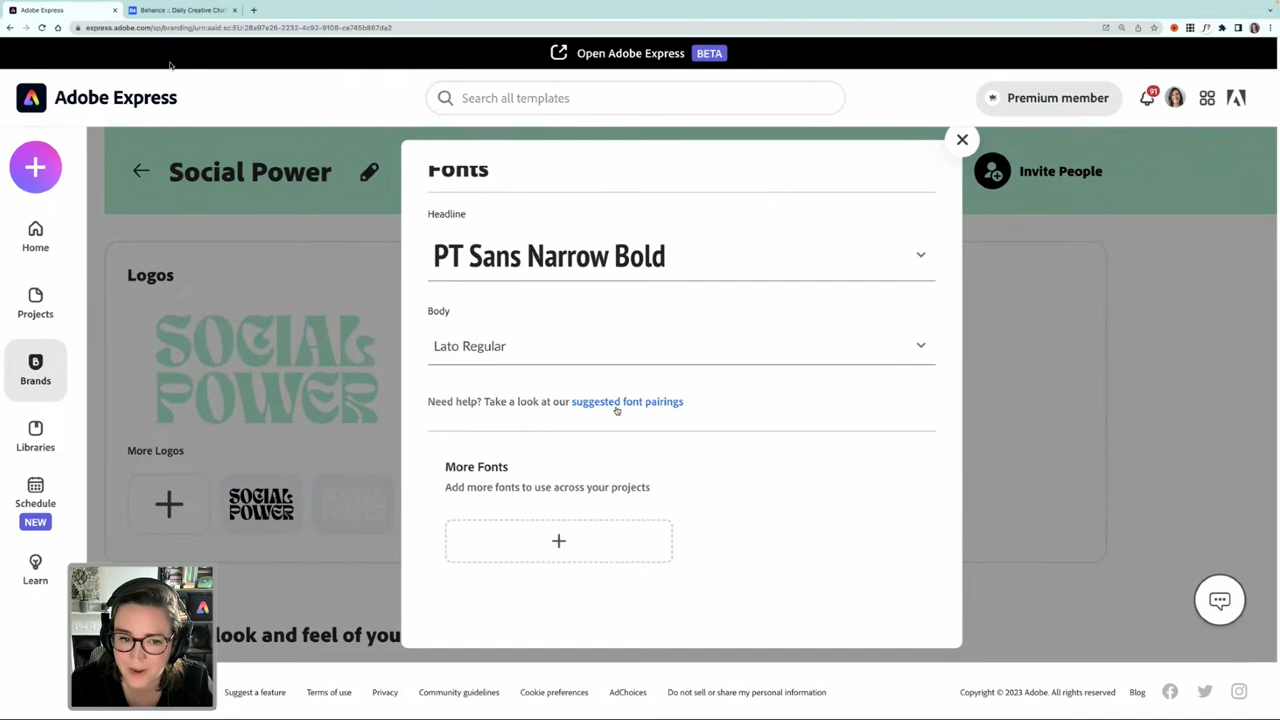 Adobe Express
Behance :: Daily Creative Chal
express.adobe.com/sp/branding/urn:aaid:sc:EU:28a97e26-2232-4c92-9108-ce745b867da2
Open Adobe Express BETA
Adobe Express
Search all templates
Premium member
91
Social Power
Invite People
Home
Projects
Brands
Libraries
Schedule
NEW
Learn
Logos
SOCIAL
POWER
More Logos
SOCIAL
POWER
look and feel of you
Fonts
Headline
PT Sans Narrow Bold
Body
Lato Regular
Need help? Take a look at our suggested font pairings
More Fonts
Add more fonts to use across your projects
Suggest a feature
Terms of use
Privacy
Community guidelines
Cookie preferences
AdChoices
Do not sell or share my personal information
Copyright © 2023 Adobe. All rights reserved
Blog